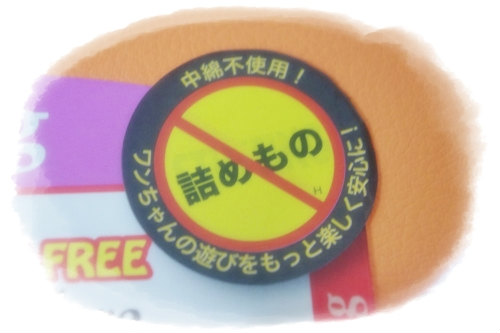 中綿不使用！
詰めもの
ワンちゃんの遊びをもっと楽しく安心に！
FREE